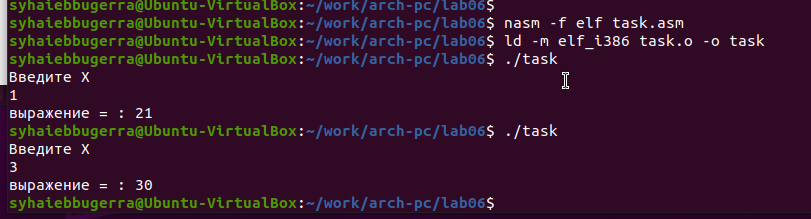 syhaiebbugerra@Ubuntu-VirtualBox:~/work/arch-pc/lab06$
syhaiebbugerra@Ubuntu-VirtualBox:~/work/arch-pc/lab06$ nasm -f elf task.asm
syhaiebbugerra@Ubuntu-VirtualBox:~/work/arch-pc/lab06$ ld -m elf_i386 task.o -o task
syhaiebbugerra@Ubuntu-VirtualBox:~/work/arch-pc/lab06$ ./task
Введите X
1
выражение = : 21
syhaiebbugerra@Ubuntu-VirtualBox:~/work/arch-pc/lab06$ ./task
Введите X
3
выражение = : 30
syhaiebbugerra@Ubuntu-VirtualBox:~/work/arch-pc/lab06$